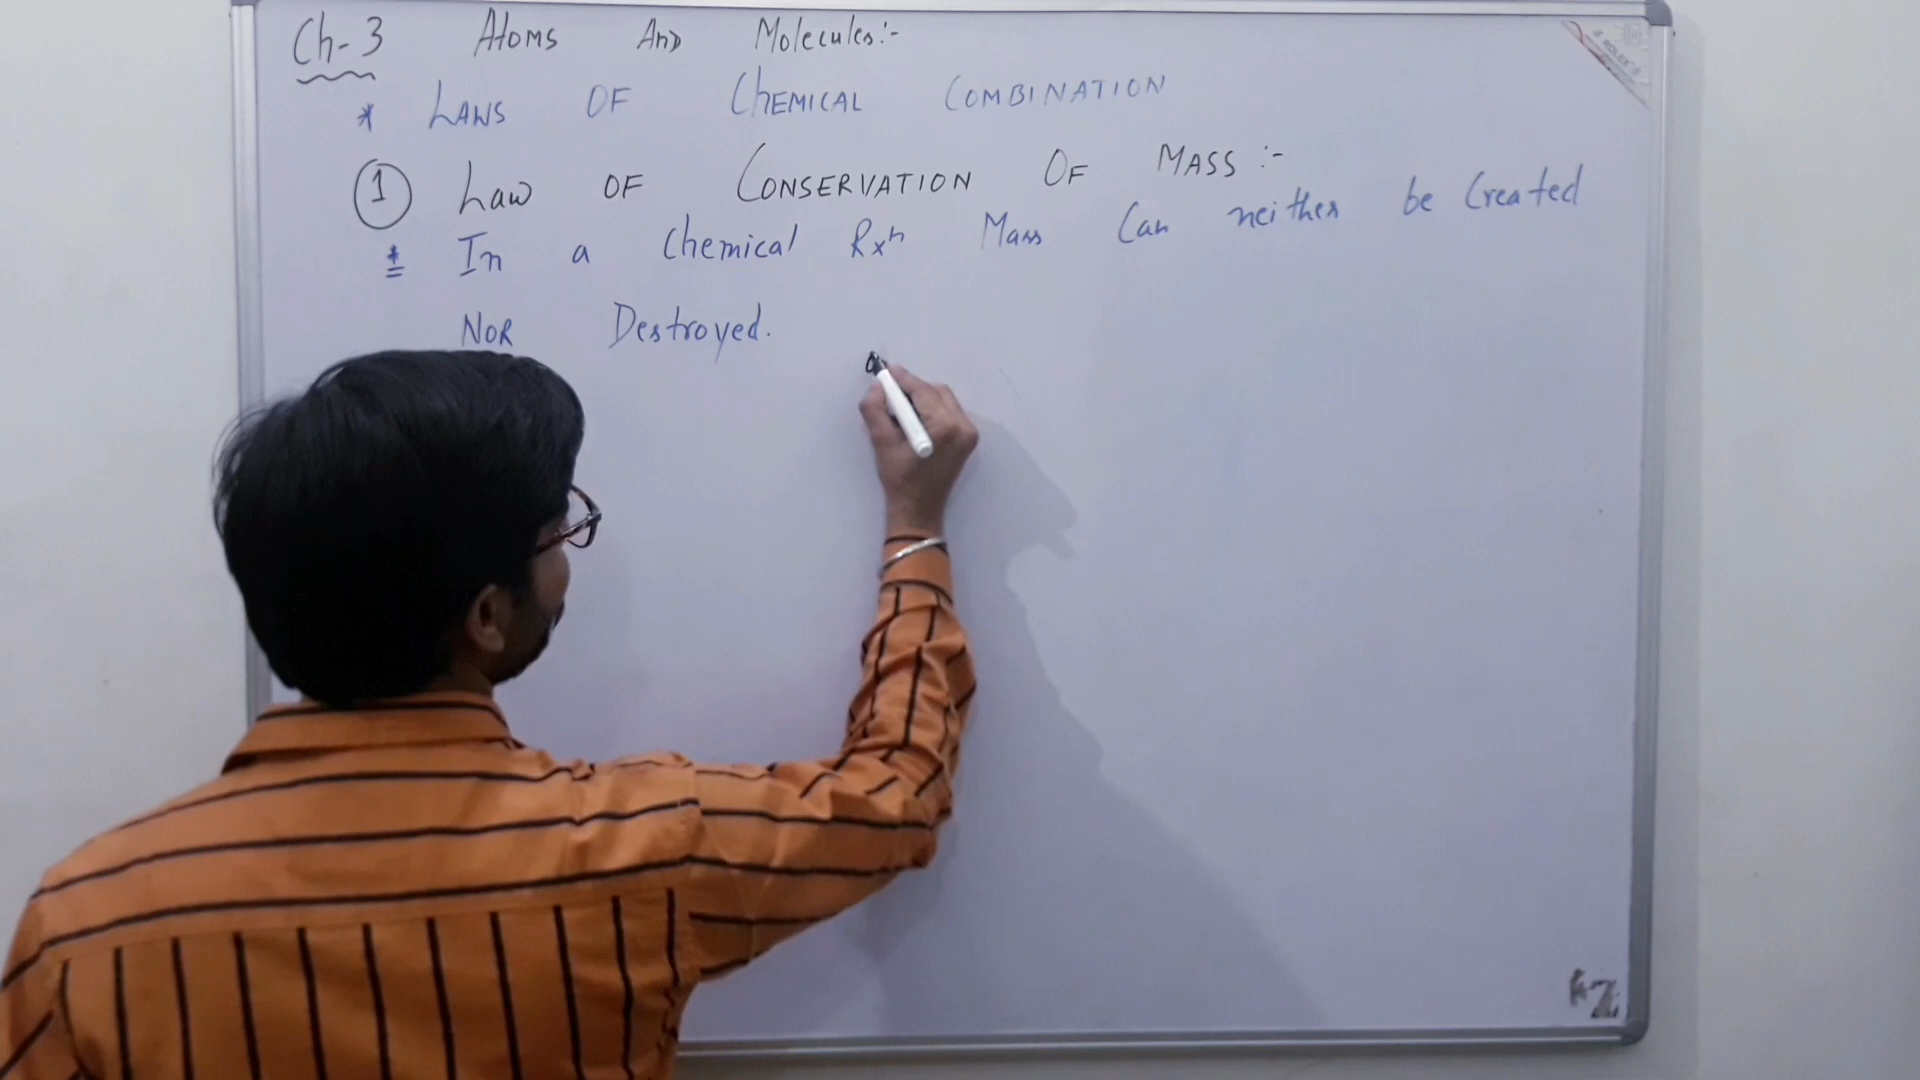 Ch-3 Atoms And Molecules:-
* LAWS OF ChEMICAL COMBINATION
① Law OF CONSERVATION OF MASS :-
* In a Chemical Rxn Mass Can neither be Created
NOR Destroyed.
ROLEX